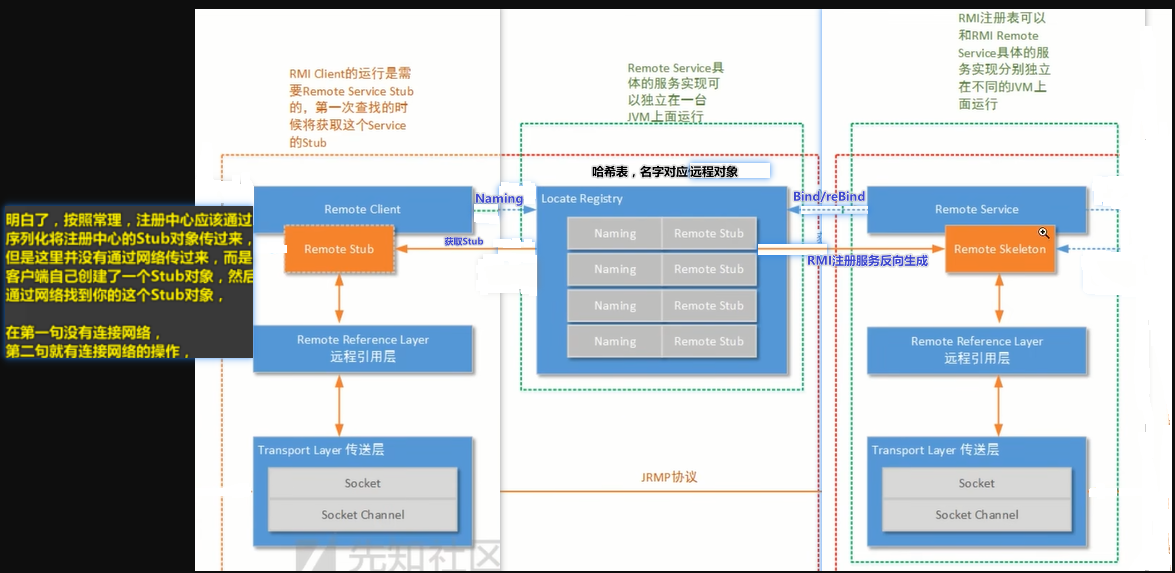 RMI Client的运行是需
要Remote Service Stub
的，第一次查找的时
候将获取这个Service
的Stub
Remote Service具
体的服务实现可
以独立在一台
JVM上面运行
RMI注册表可以
和RMI Remote
Service具体的服
务实现分别独立
在不同的JVM上
面运行
哈希表，名字对应远程对象
明白了，按照常理，注册中心应该通过
序列化将注册中心的Stub对象传过来，
但是这里并没有通过网络传过来，而是
客户端自己创建了一个Stub对象，然后
通过网络找到你的这个Stub对象，
在第一句没有连接网络，
第二句就有连接网络的操作，
Remote Client
Remote Stub
Remote Reference Layer
远程引用层
Transport Layer 传送层
Socket
Socket Channel
Naming
获取Stub
Locate Registry
Naming Remote Stub
Naming Remote Stub
Naming Remote Stub
Naming Remote Stub
Bind/reBind
RMI注册服务反向生成
JRMP协议
Remote Service
Remote Skeleton
Remote Reference Layer
远程引用层
Transport Layer 传送层
Socket
Socket Channel
先知社区